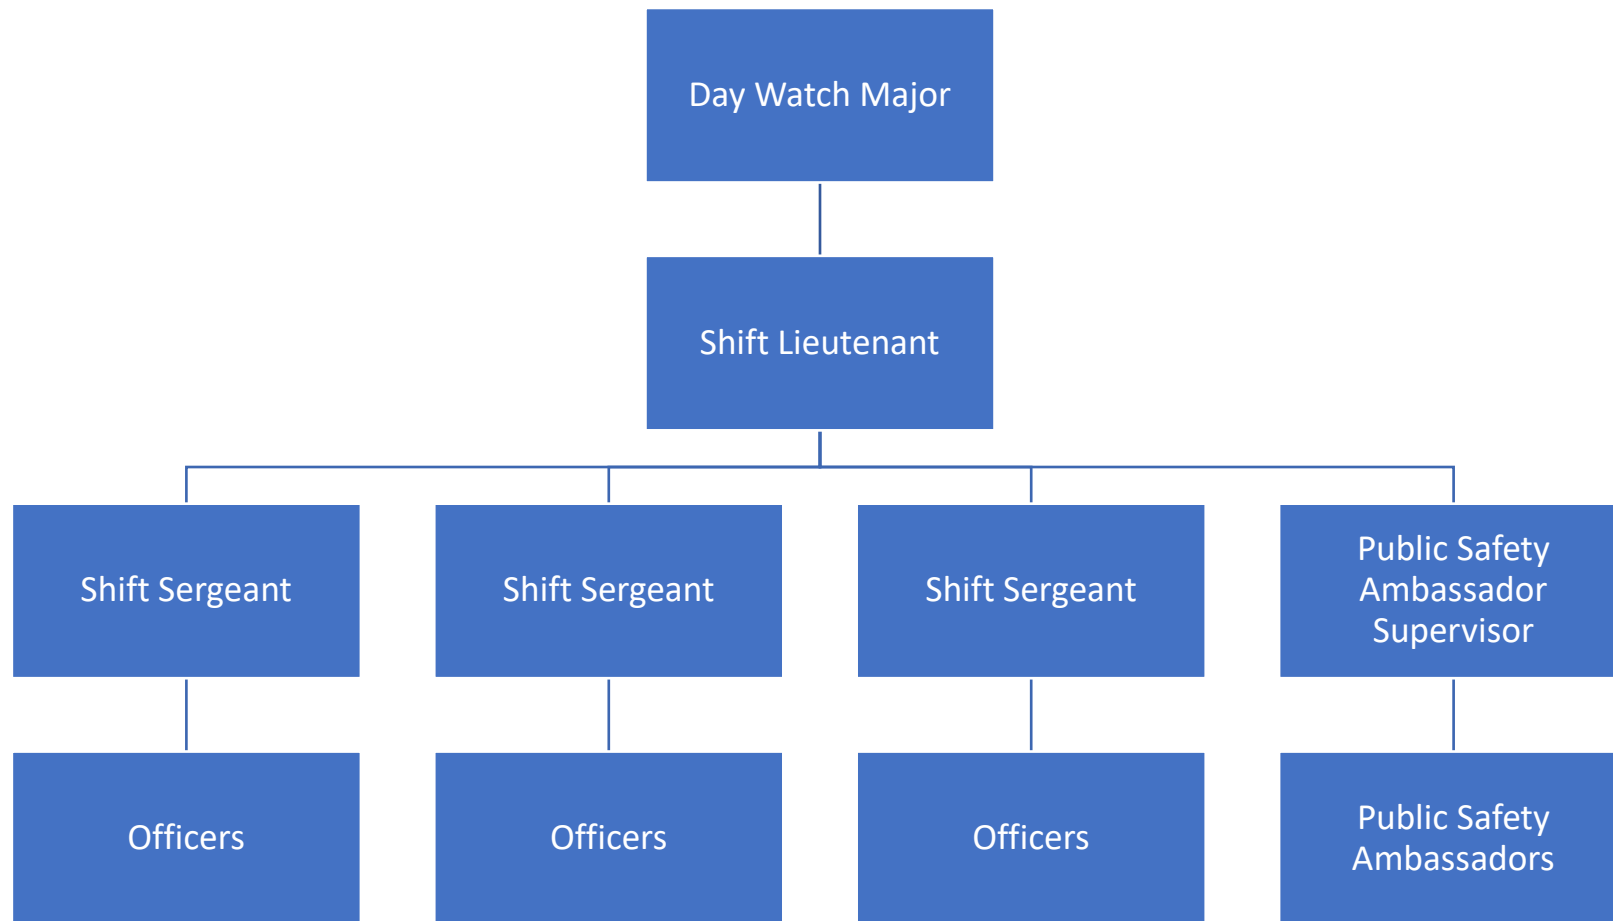 Day Watch Major
Shift Lieutenant
Shift Sergeant
Shift Sergeant
Shift Sergeant
Public Safety
Ambassador
Supervisor
Officers
Officers
Officers
Public Safety
Ambassadors